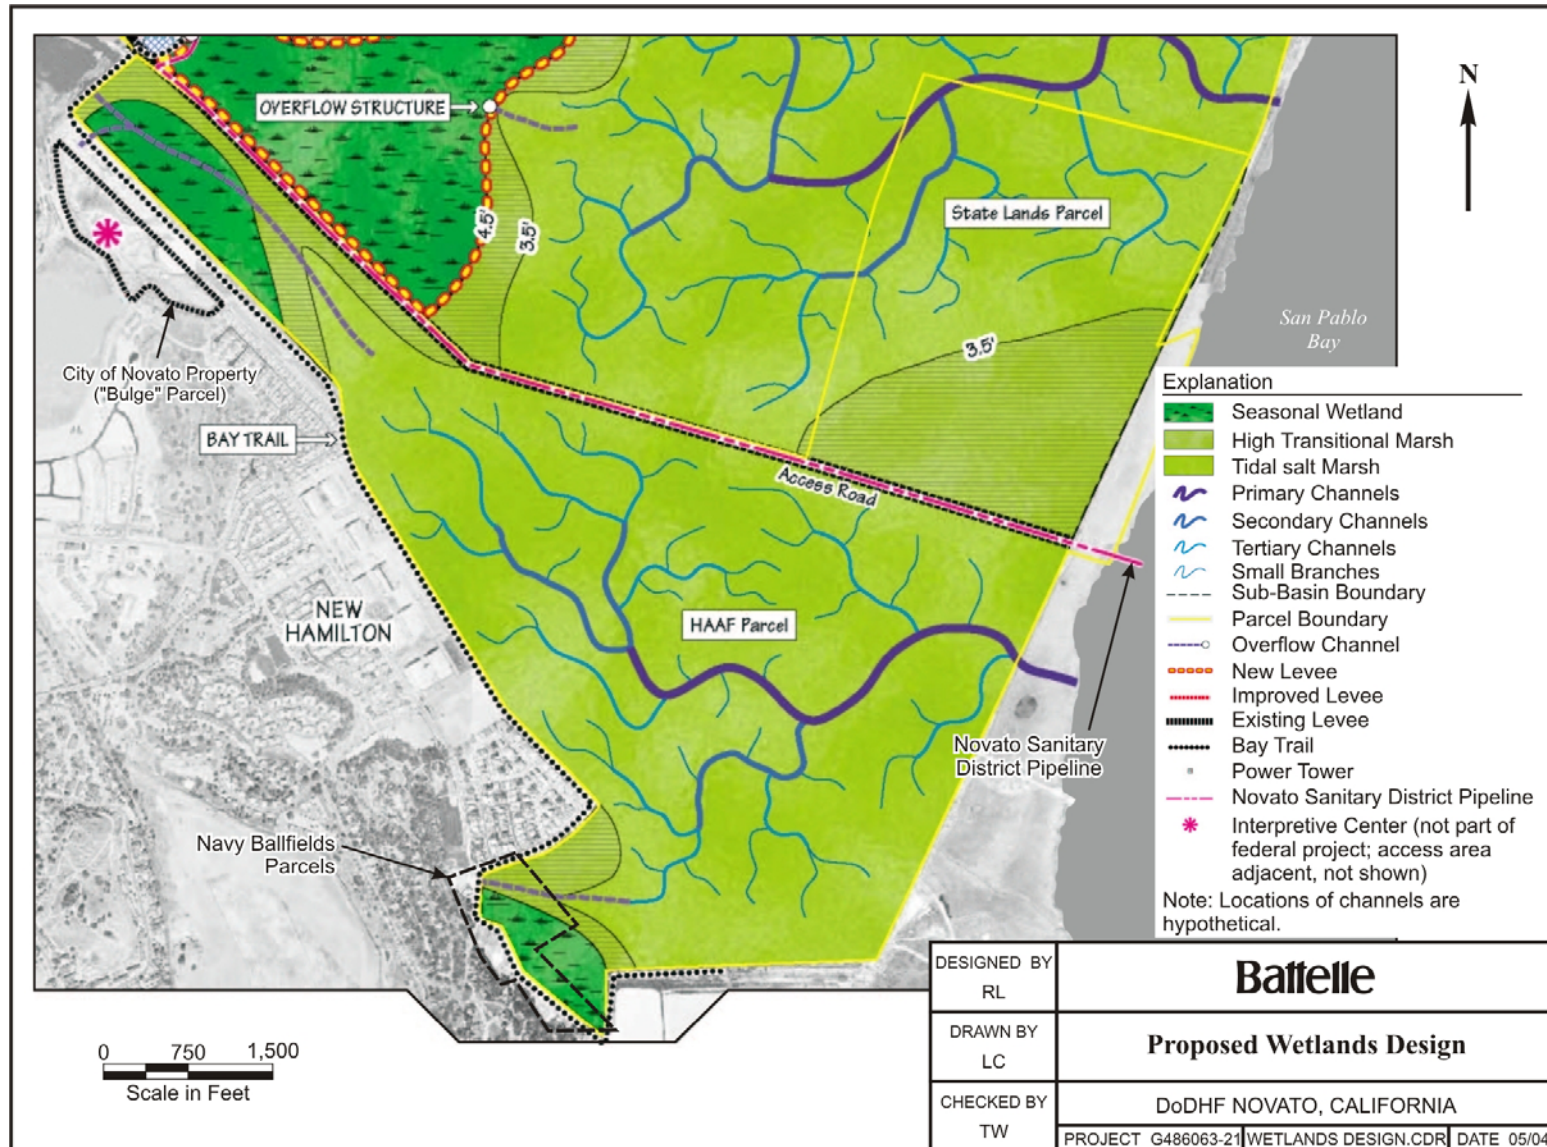 OVERFLOW STRUCTURE
N
4.5'
3.5'
State Lands Parcel
San Pablo
Bay
3.5'
City of Novato Property
("Bulge" Parcel)
BAY TRAIL
Access Road
NEW
HAMILTON
HAAF Parcel
Novato Sanitary
District Pipeline
Navy Ballfields
Parcels
Explanation
Seasonal Wetland
High Transitional Marsh
Tidal salt Marsh
Primary Channels
Secondary Channels
Tertiary Channels
Small Branches
Sub-Basin Boundary
Parcel Boundary
Overflow Channel
New Levee
Improved Levee
Existing Levee
Bay Trail
Power Tower
Novato Sanitary District Pipeline
Interpretive Center (not part of
federal project; access area
adjacent, not shown)
Note: Locations of channels are
hypothetical.
0 750 1,500
Scale in Feet
DESIGNED BY
RL
Battelle
DRAWN BY
LC
Proposed Wetlands Design
CHECKED BY
TW
DoDHF NOVATO, CALIFORNIA
PROJECT G486063-21 WETLANDS DESIGN.CDR DATE 05/04